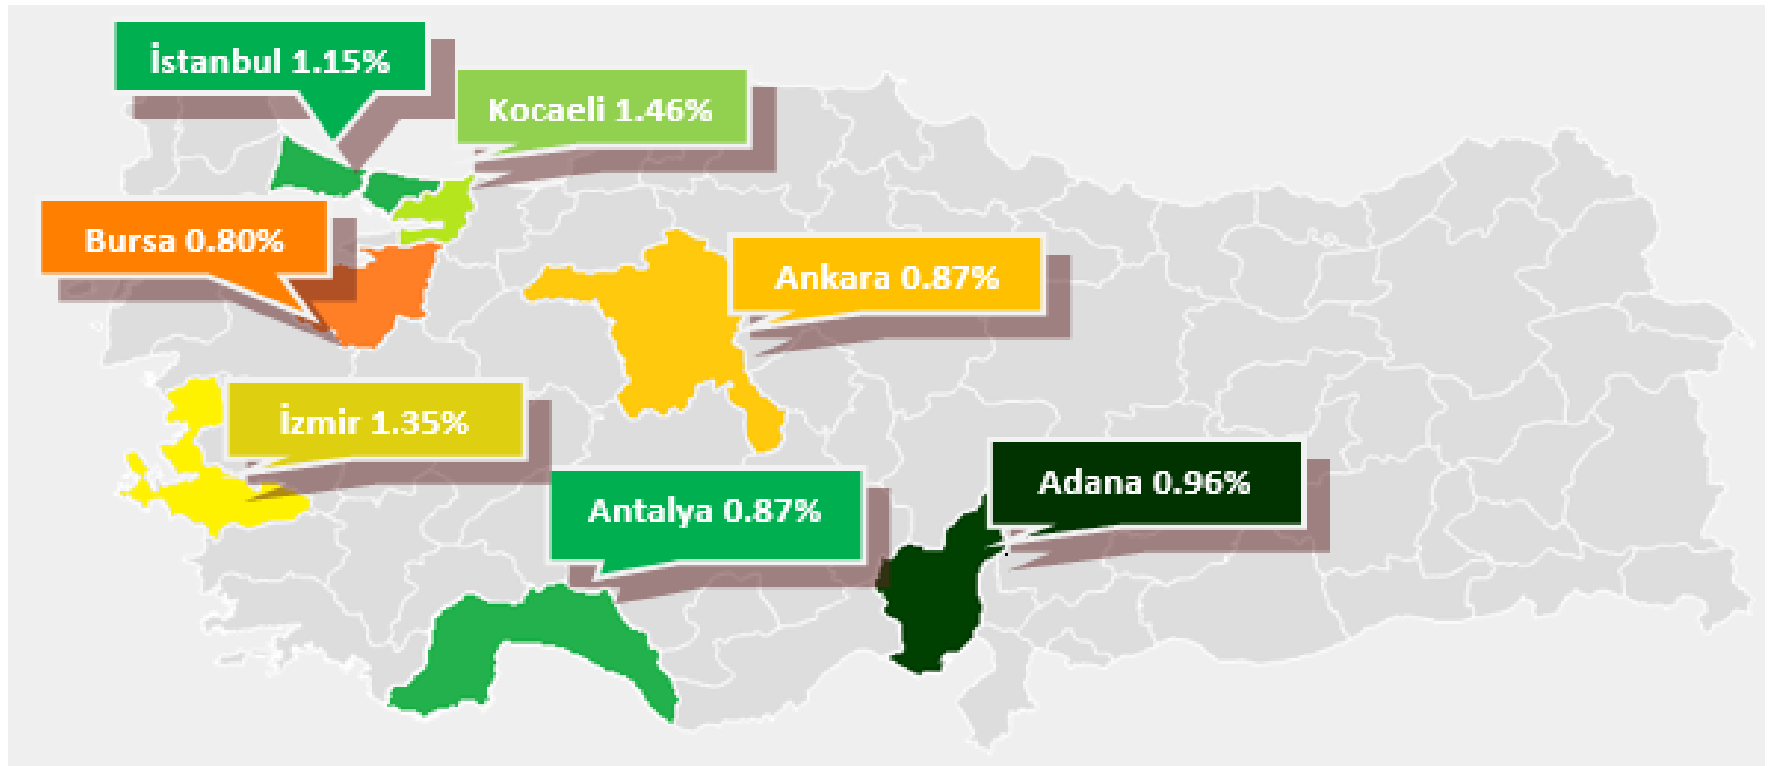 İstanbul 1.15%
Kocaeli 1.46%
Bursa 0.80%
Ankara 0.87%
İzmir 1.35%
Adana 0.96%
Antalya 0.87%